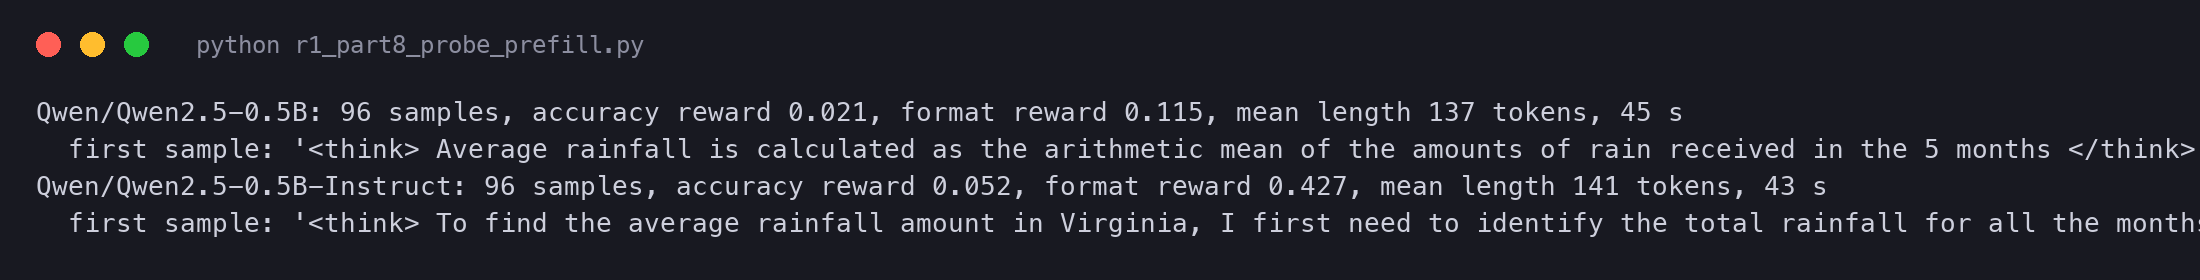 python r1_part8_probe_prefill.py
Qwen/Qwen2.5-0.5B: 96 samples, accuracy reward 0.021, format reward 0.115, mean length 137 tokens, 45 s
first sample: '<think> Average rainfall is calculated as the arithmetic mean of the amounts of rain received in the 5 months </think>
Qwen/Qwen2.5-0.5B-Instruct: 96 samples, accuracy reward 0.052, format reward 0.427, mean length 141 tokens, 43 s
first sample: '<think> To find the average rainfall amount in Virginia, I first need to identify the total rainfall for all the months